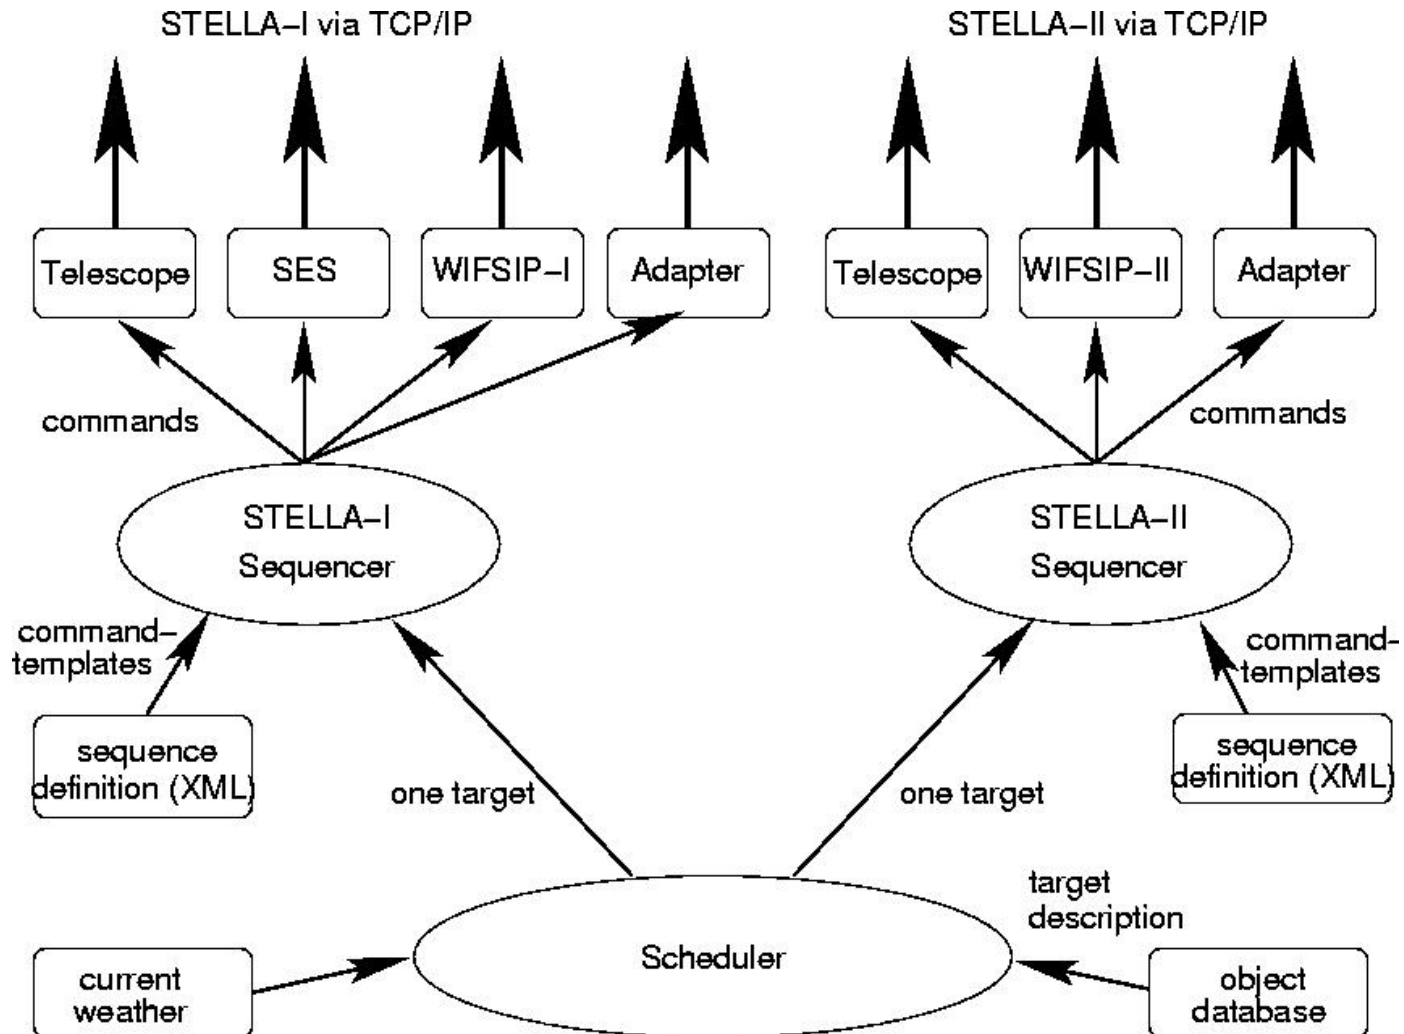 STELLA–I via TCP/IP
STELLA–II via TCP/IP
Telescope
SES
WIFSIP–I
Adapter
Telescope
WIFSIP–II
Adapter
commands
commands
STELLA–I
Sequencer
STELLA–II
Sequencer
command–
templates
command–
templates
sequence
definition (XML)
sequence
definition (XML)
one target
one target
target
description
Scheduler
current
weather
object
database